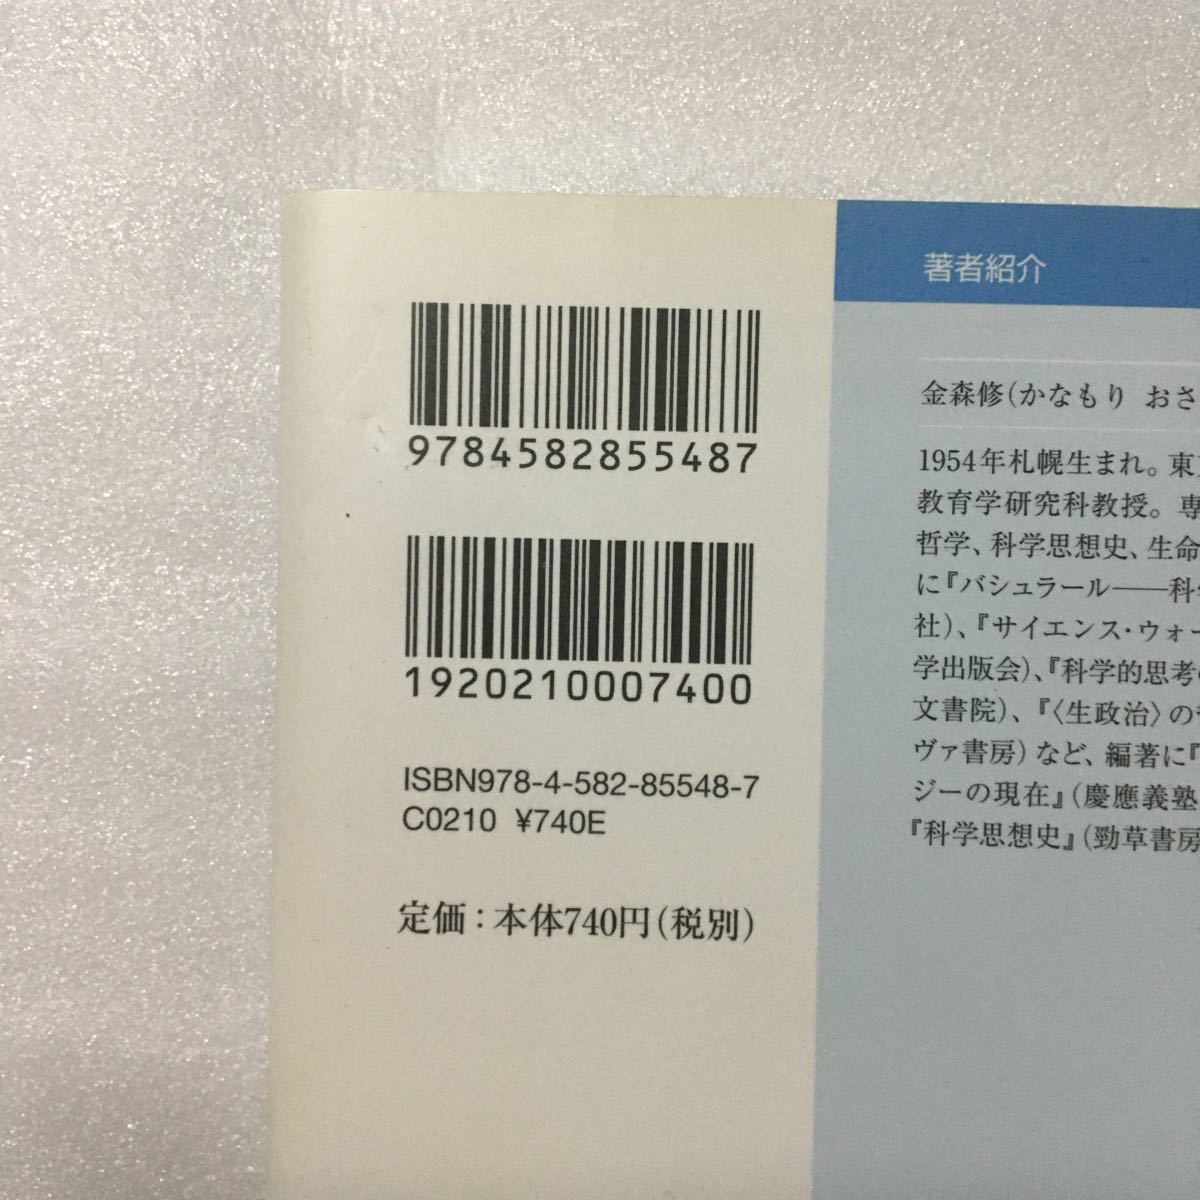 9784582855487
1920210007400
ISBN978-4-582-85548-7
C0210 ¥740E
定価：本体740円（税別）
著者紹介
金森修（かなもり おさ
1954年札幌生まれ。東
教育学研究科教授。専
哲学、科学思想史、生命
に『バシュラール——科学
社）、『サイエンス・ウォー
学出版会）、『科学的思考
文書院）、『〈生政治〉の
ヴァ書房）など、編著に『
ジーの現在』（慶應義塾
『科学思想史』（勁草書房